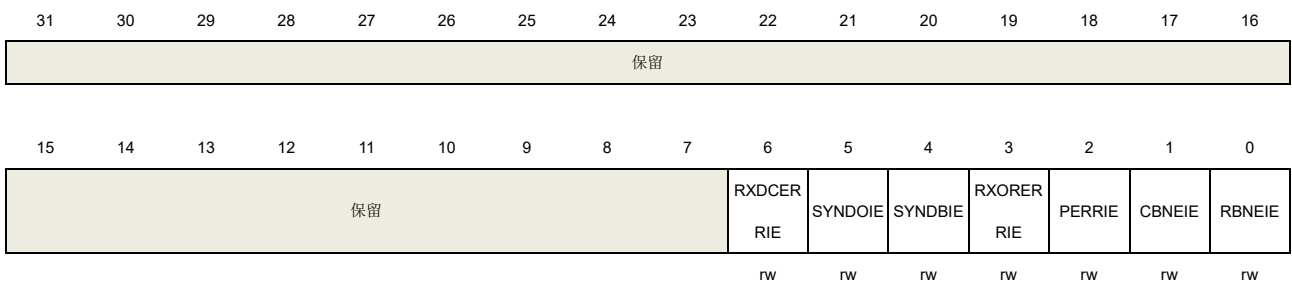 31 30 29 28 27 26 25 24 23 22 21 20 19 18 17 16
保留
15 14 13 12 11 10 9 8 7 6 5 4 3 2 1 0
保留 RXDCER RIE SYNDOIE SYNDBIE RXORER RIE PERRIE CBNEIE RBNEIE
rw rw rw rw rw rw rw